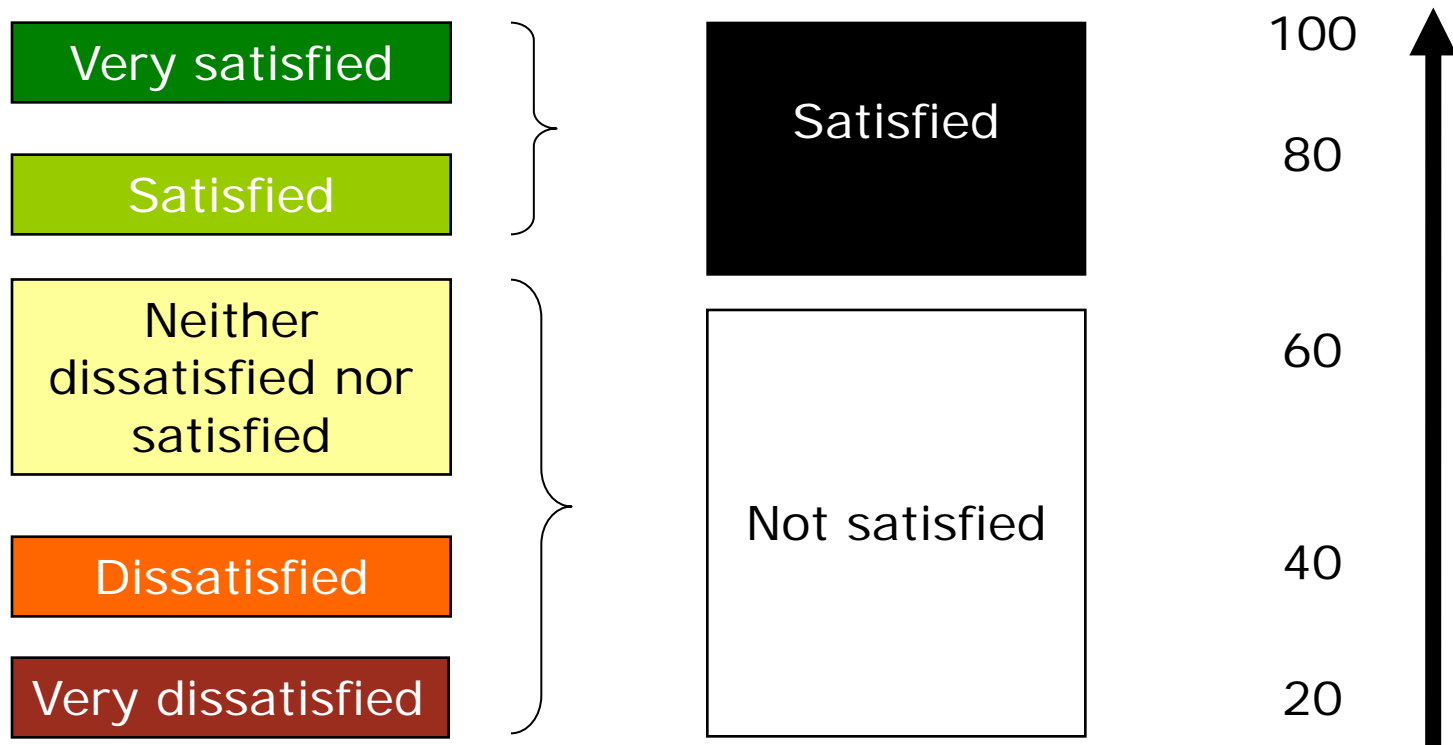 Very satisfied
Satisfied
Neither
dissatisfied nor
satisfied
Dissatisfied
Very dissatisfied
Satisfied
Not satisfied
100
80
60
40
20